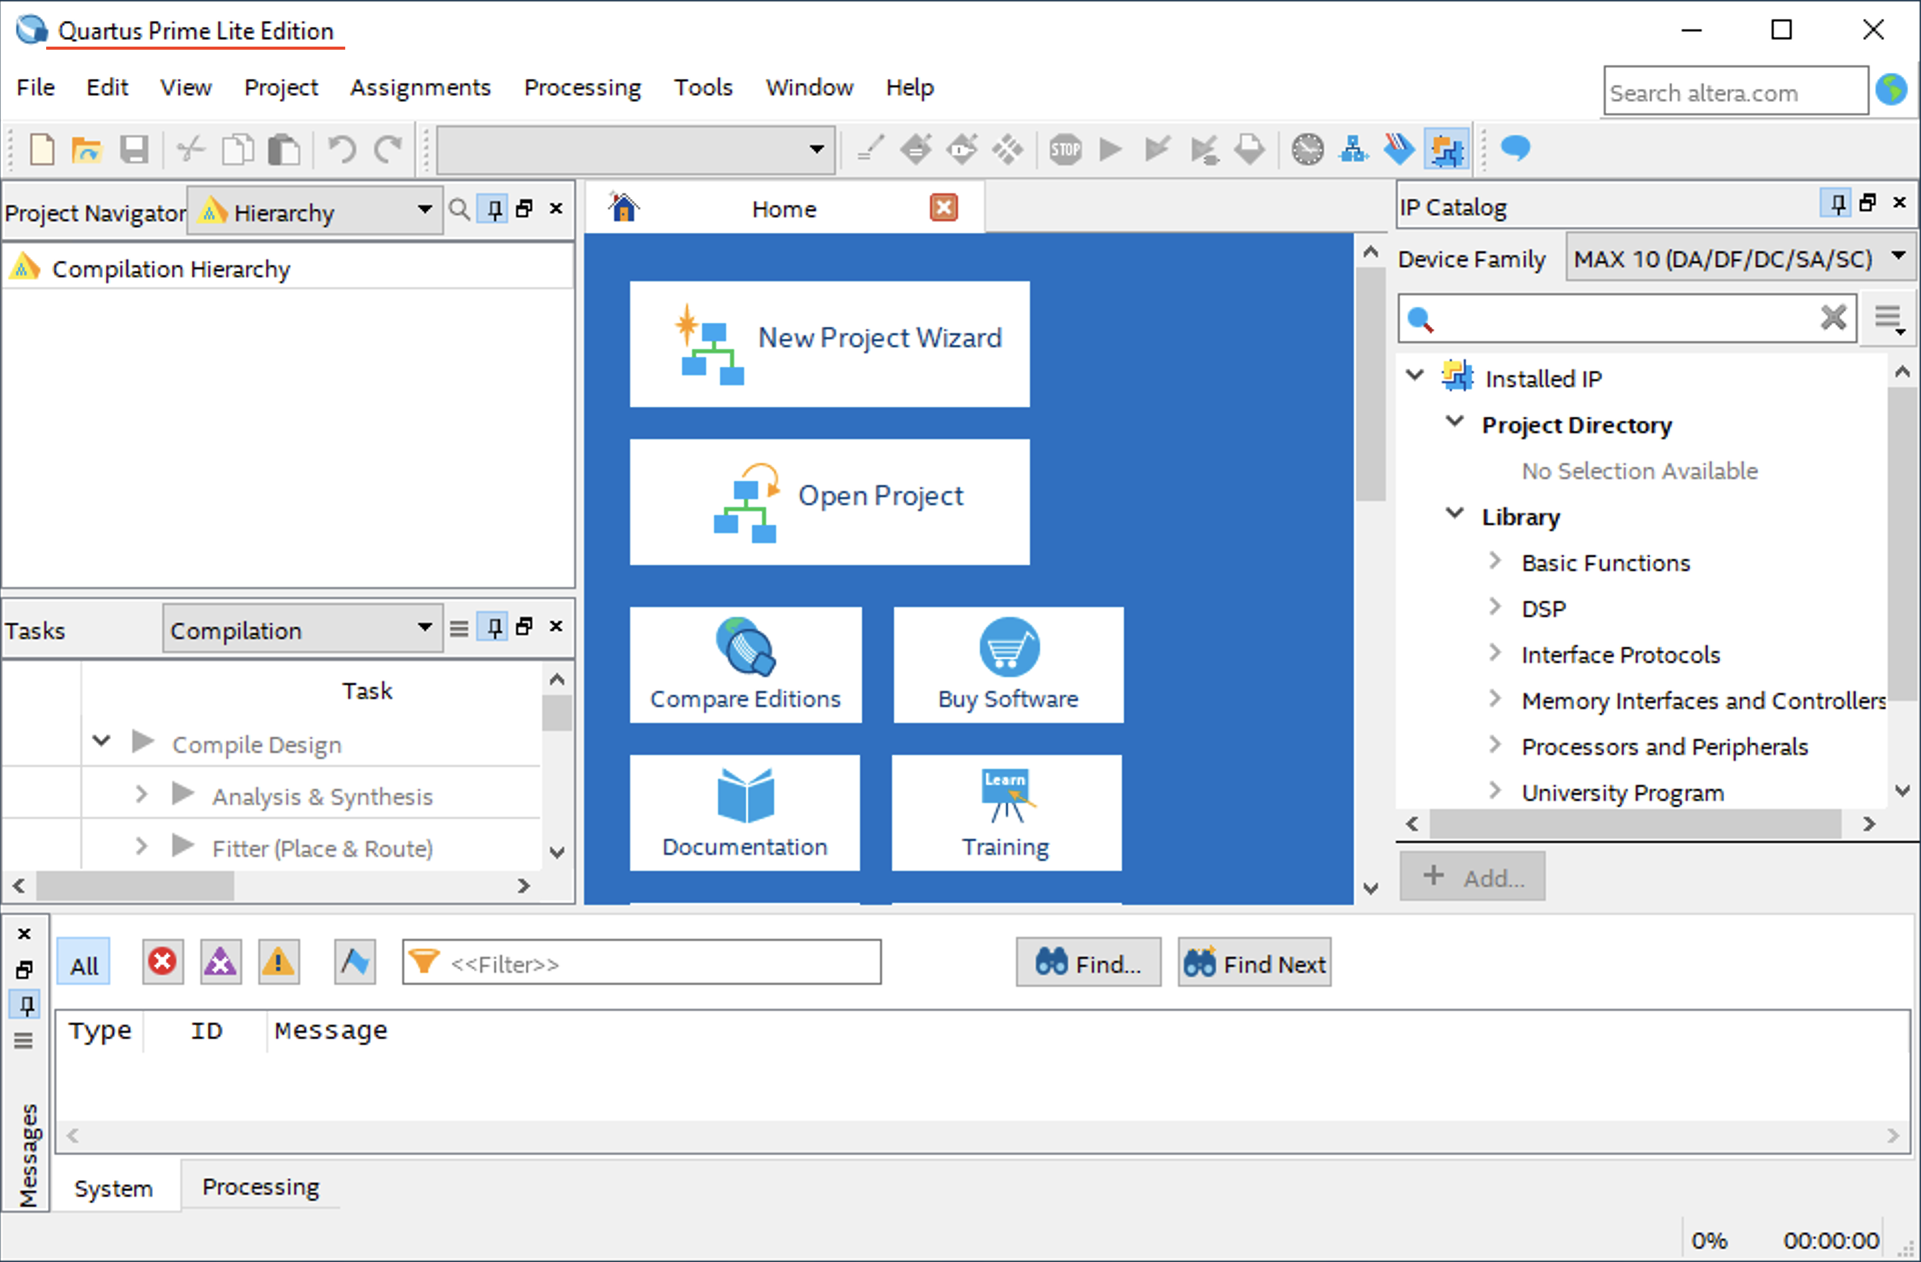 Quartus Prime Lite Edition
File Edit View Project Assignments Processing Tools Window Help
Search altera.com
STOP
Project Navigator Hierarchy
Compilation Hierarchy
Tasks Compilation
Task
Compile Design
Analysis & Synthesis
Fitter (Place & Route)
Home
New Project Wizard
Open Project
Compare Editions
Buy Software
Documentation
Learn
Training
IP Catalog
Device Family MAX 10 (DA/DF/DC/SA/SC)
Installed IP
Project Directory
No Selection Available
Library
Basic Functions
DSP
Interface Protocols
Memory Interfaces and Controllers
Processors and Peripherals
University Program
+ Add...
All <<Filter>> Find... Find Next
Type ID Message
Messages
System Processing
0% 00:00:00